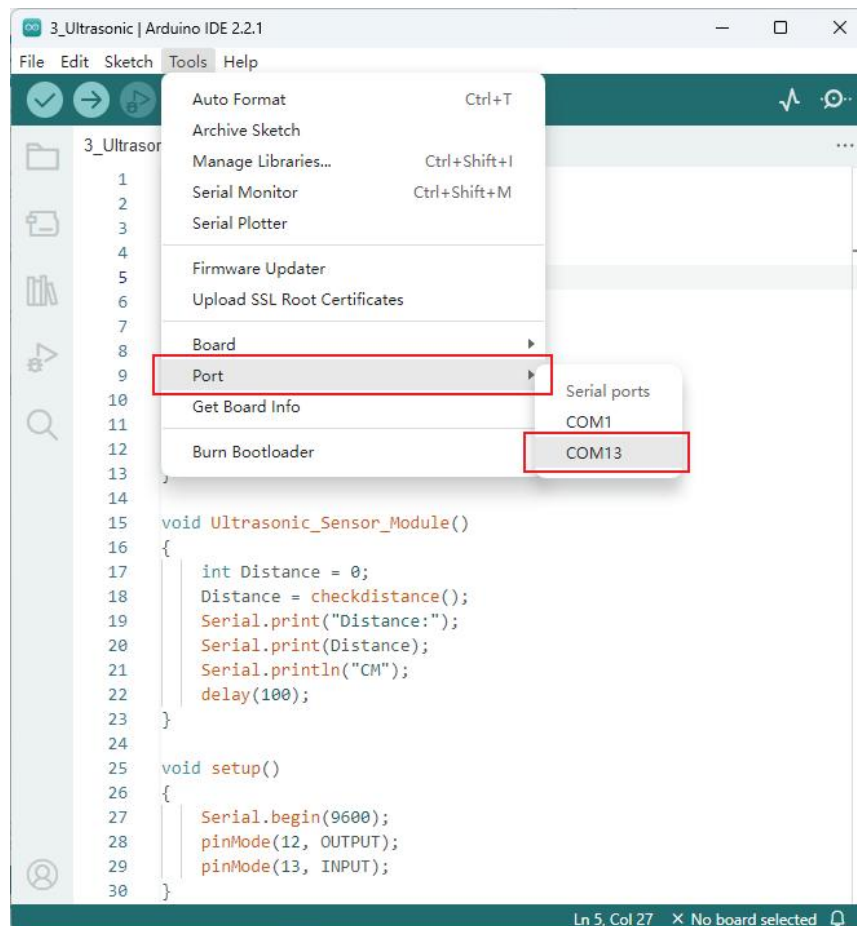 3_Ultrasonic | Arduino IDE 2.2.1
File Edit Sketch Tools Help
Auto Format Ctrl+T
Archive Sketch
Manage Libraries... Ctrl+Shift+I
Serial Monitor Ctrl+Shift+M
Serial Plotter
Firmware Updater
Upload SSL Root Certificates
Board
Port
Get Board Info
Burn Bootloader
Serial ports
COM1
COM13
3_Ultrason
...
1
2
3
4
5
6
7
8
9
10
11
12
13 }
14
15 void Ultrasonic_Sensor_Module()
16 {
17 int Distance = 0;
18 Distance = checkdistance();
19 Serial.print("Distance:");
20 Serial.print(Distance);
21 Serial.println("CM");
22 delay(100);
23 }
24
25 void setup()
26 {
27 Serial.begin(9600);
28 pinMode(12, OUTPUT);
29 pinMode(13, INPUT);
30 }
Ln 5, Col 27 × No board selected